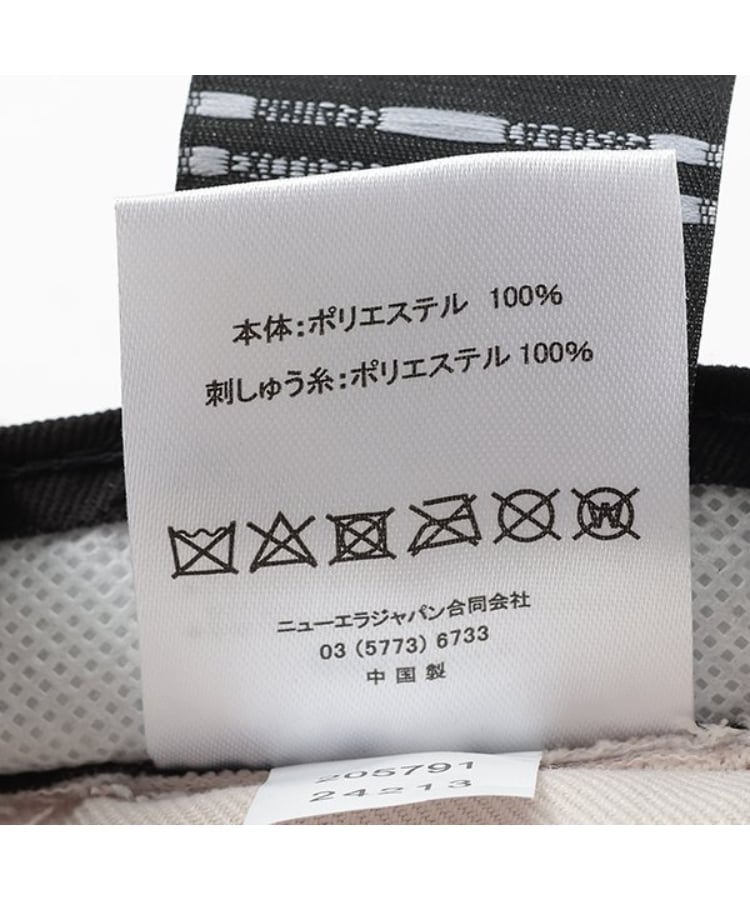 本体:ポリエステル 100%
刺しゅう糸:ポリエステル 100%
W
ニューエラジャパン合同会社
03 (5773) 6733
中国製
205791
24213